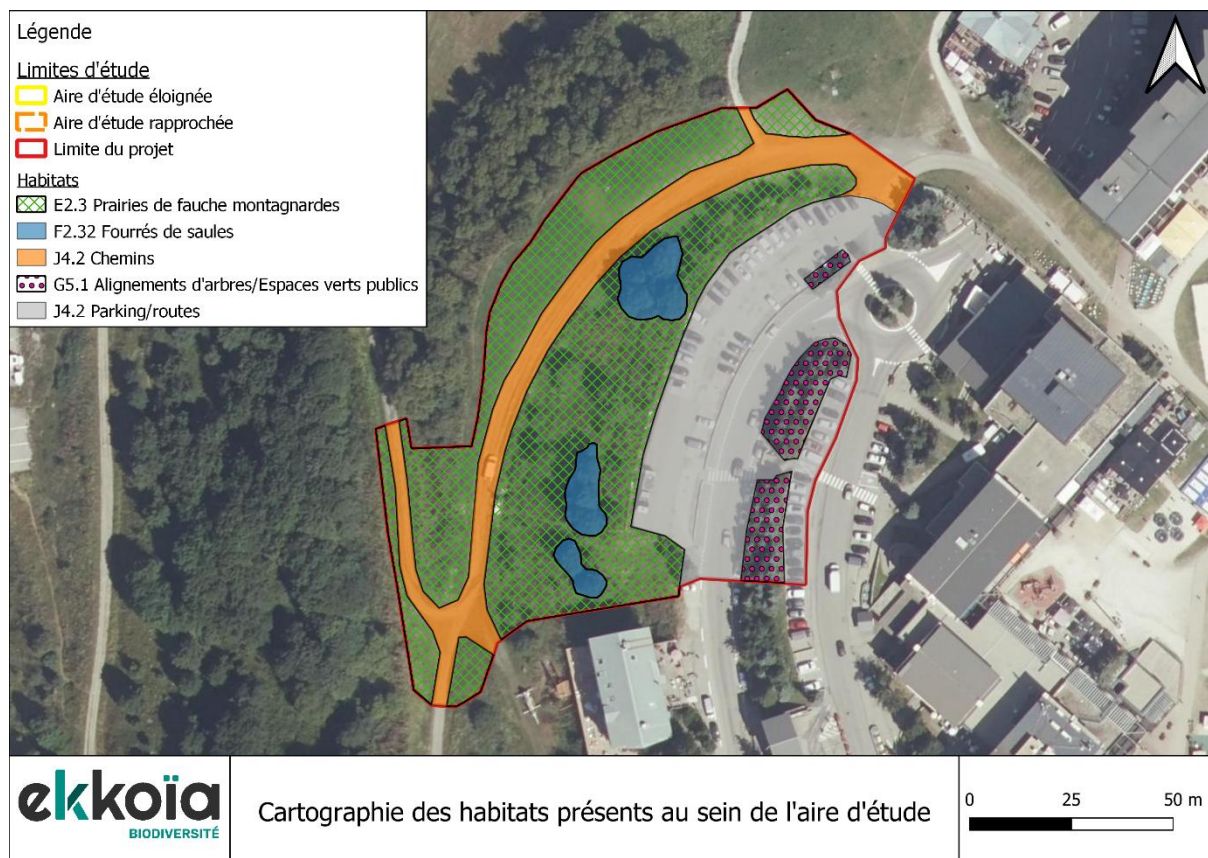 Légende
Limites d'étude
Aire d'étude éloignée
Aire d'étude rapprochée
Limite du projet
Habitats
E2.3 Prairies de fauche montagnardes
F2.32 Fourrés de saules
J4.2 Chemins
G5.1 Alignements d'arbres/Espaces verts publics
J4.2 Parking/routes
ekkoïa
BIODIVERSITÉ
Cartographie des habitats présents au sein de l'aire d'étude
0 25 50 m